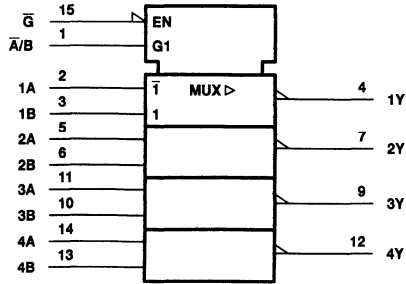 G̅ 15 EN
A̅/B 1 G1
1A 2 1̅ MUX ▷ 4 1Y
1B 3 1
2A 5 7 2Y
2B 6
3A 11 9 3Y
3B 10
4A 14 12 4Y
4B 13